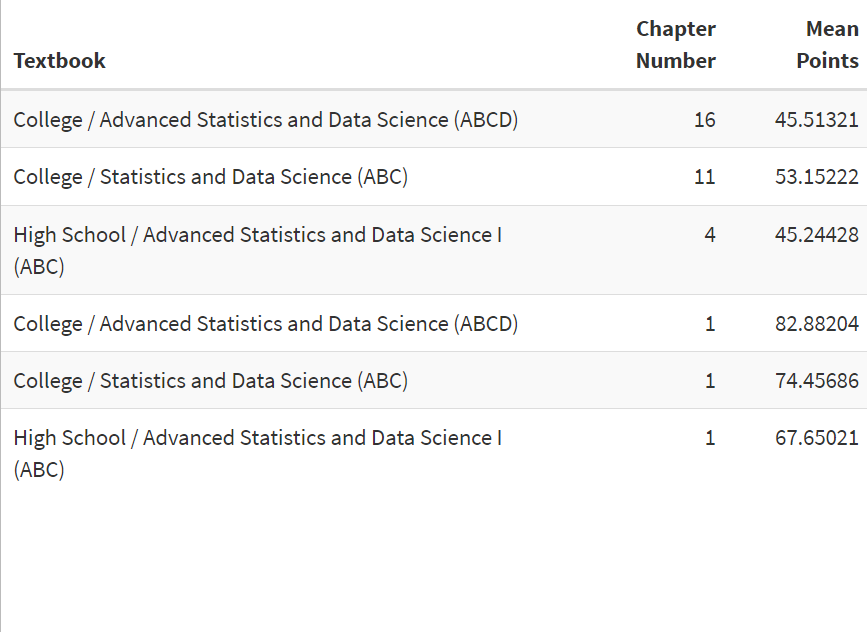 Textbook Chapter Number Mean Points
College / Advanced Statistics and Data Science (ABCD) 16 45.51321
College / Statistics and Data Science (ABC) 11 53.15222
High School / Advanced Statistics and Data Science I 4 45.24428
(ABC)
College / Advanced Statistics and Data Science (ABCD) 1 82.88204
College / Statistics and Data Science (ABC) 1 74.45686
High School / Advanced Statistics and Data Science I 1 67.65021
(ABC)